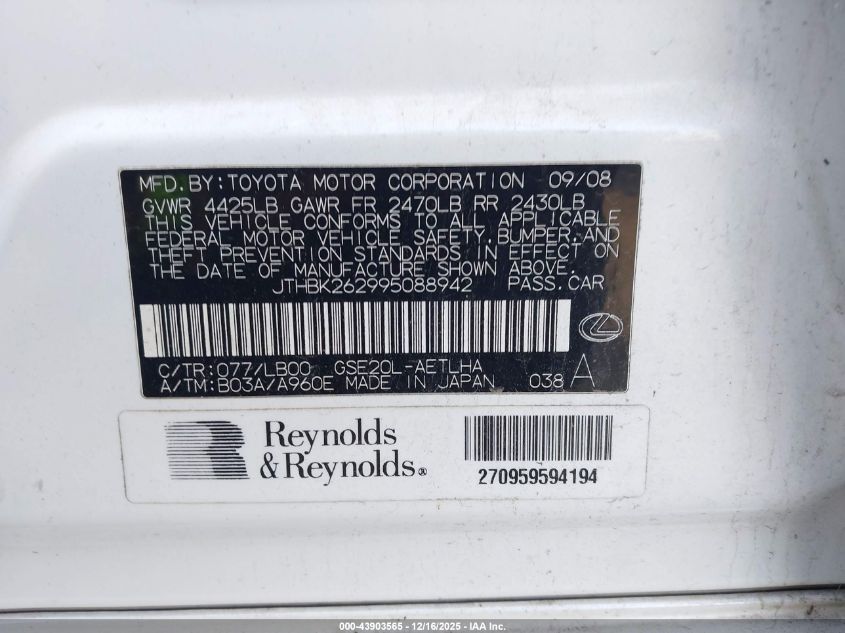 MFD.BY:TOYOTA MOTOR CORPORATION 09/08
GVWR 4425LB GAWR FR 2470LB RR 2430LB
THIS VEHICLE CONFORMS TO ALL APPLICABLE
FEDERAL MOTOR VEHICLE SAFETY,BUMPER,AND
THEFT PREVENTION STANDARDS IN EFFECT ON
THE DATE OF MANUFACTURE SHOWN ABOVE.
JTHBK262995088942 PASS.CAR
C/TR:077/LB00 GSE20L-AETLHA
A/TM:B03A/A960E MADE IN JAPAN 038 A
Reynolds
&Reynolds®
270959594194
000-43903565 - 12/16/2025 - IAA Inc.